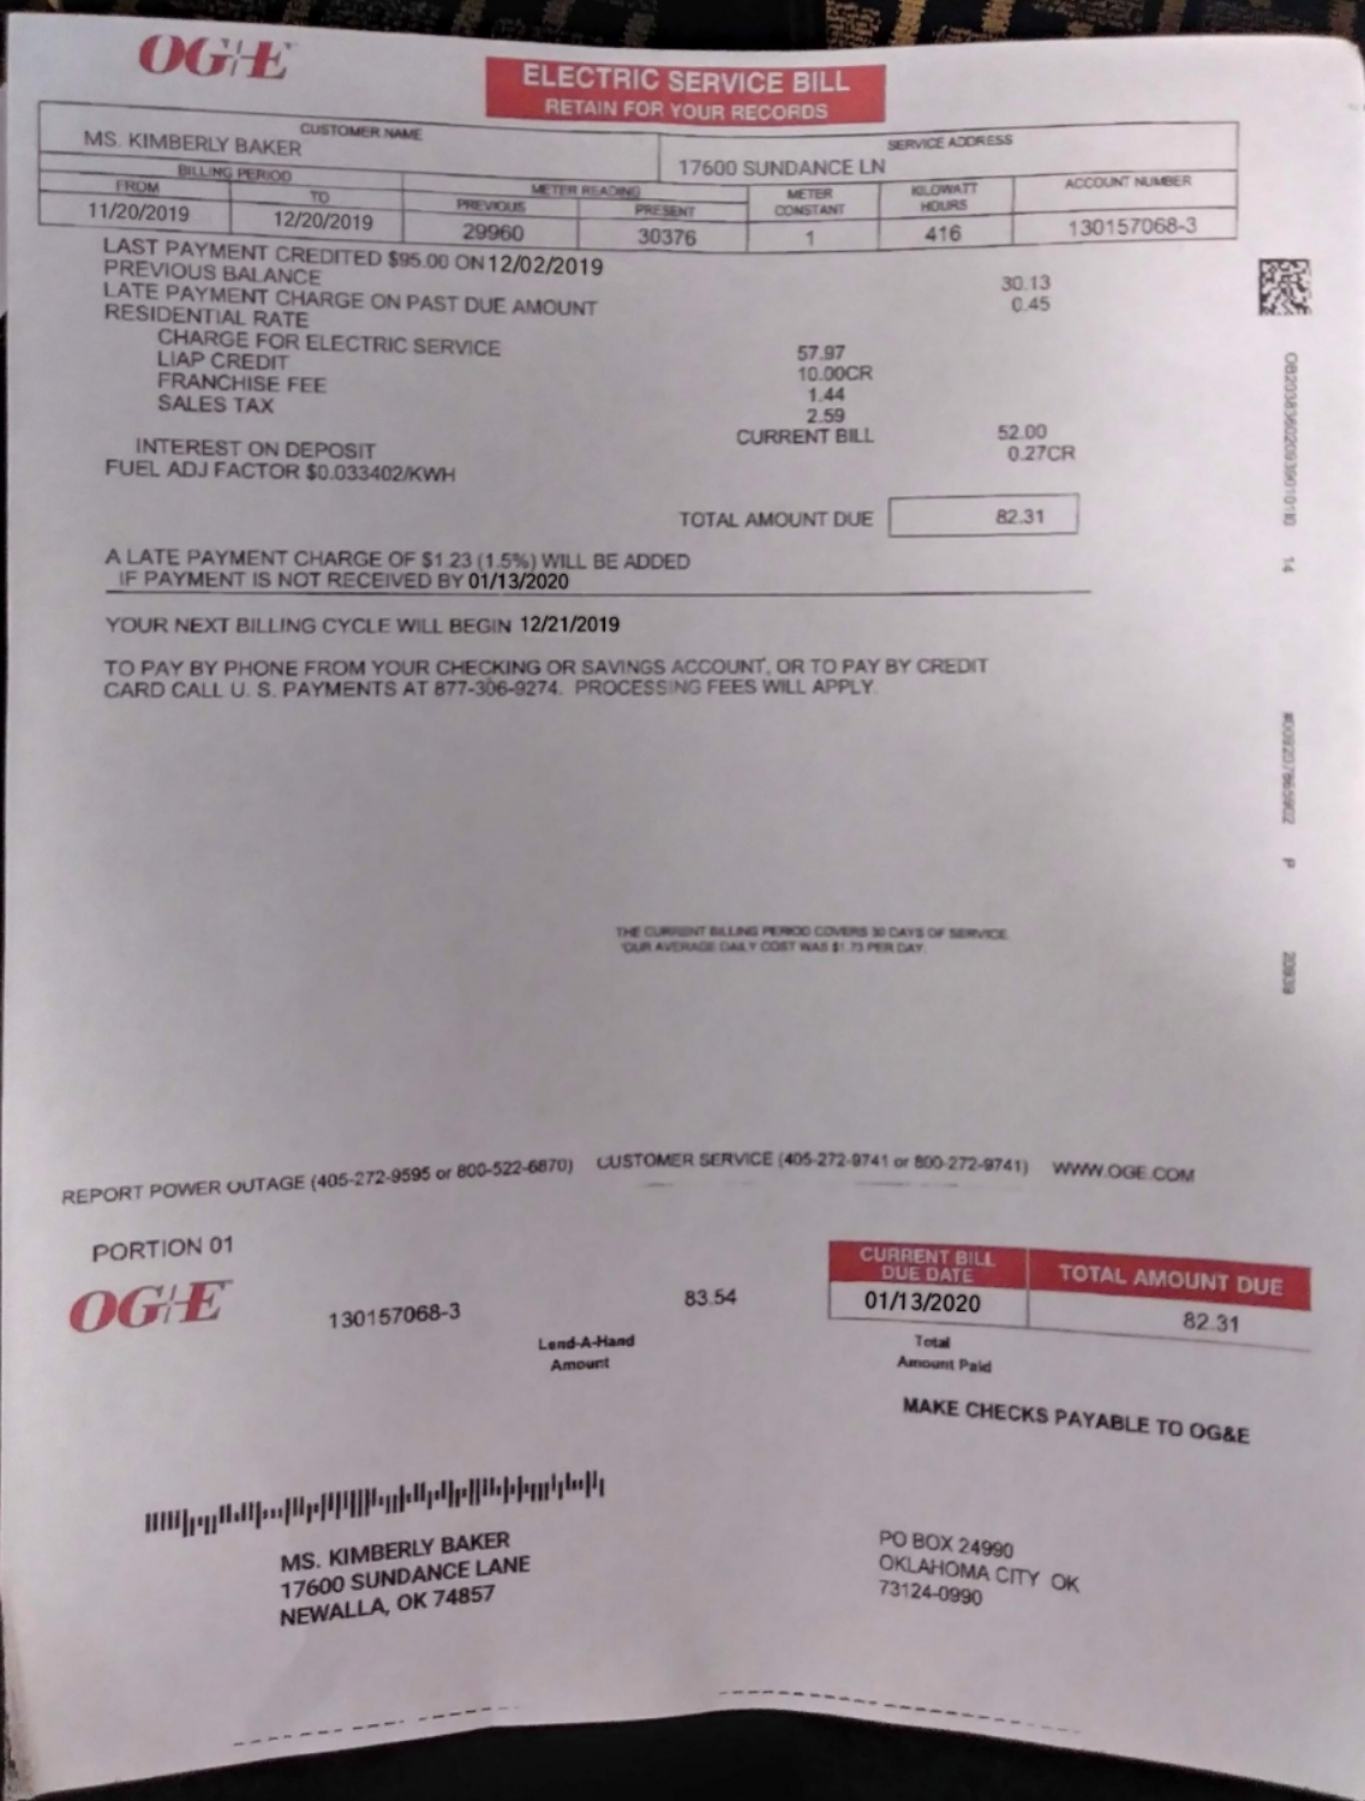 OG+E
ELECTRIC SERVICE BILL
RETAIN FOR YOUR RECORDS
CUSTOMER NAME
MS. KIMBERLY BAKER
SERVICE ADDRESS
17600 SUNDANCE LN
BILLING PERIOD
FROM TO
METER READING
PREVIOUS PRESENT
METER CONSTANT
KILOWATT HOURS
ACCOUNT NUMBER
11/20/2019 12/20/2019 29960 30376 1 416 130157068-3
LAST PAYMENT CREDITED $95.00 ON 12/02/2019
PREVIOUS BALANCE 30.13
LATE PAYMENT CHARGE ON PAST DUE AMOUNT 0.45
RESIDENTIAL RATE
CHARGE FOR ELECTRIC SERVICE 57.97
LIAP CREDIT 10.00CR
FRANCHISE FEE 1.44
SALES TAX 2.59
CURRENT BILL 52.00
INTEREST ON DEPOSIT 0.27CR
FUEL ADJ FACTOR $0.033402/KWH
TOTAL AMOUNT DUE 82.31
A LATE PAYMENT CHARGE OF $1.23 (1.5%) WILL BE ADDED
IF PAYMENT IS NOT RECEIVED BY 01/13/2020
YOUR NEXT BILLING CYCLE WILL BEGIN 12/21/2019
TO PAY BY PHONE FROM YOUR CHECKING OR SAVINGS ACCOUNT, OR TO PAY BY CREDIT
CARD CALL U. S. PAYMENTS AT 877-306-9274. PROCESSING FEES WILL APPLY.
14
P
20939
THE CURRENT BILLING PERIOD COVERS 30 DAYS OF SERVICE.
OUR AVERAGE DAILY COST WAS $1.73 PER DAY.
REPORT POWER OUTAGE (405-272-9595 or 800-522-6870) CUSTOMER SERVICE (405-272-9741 or 800-272-9741) WWW.OGE.COM
PORTION 01
OG+E
130157068-3
83.54
CURRENT BILL DUE DATE
TOTAL AMOUNT DUE
01/13/2020 82.31
Lend-A-Hand
Amount
Total
Amount Paid
MAKE CHECKS PAYABLE TO OG&E
MS. KIMBERLY BAKER
17600 SUNDANCE LANE
NEWALLA, OK 74857
PO BOX 24990
OKLAHOMA CITY OK
73124-0990